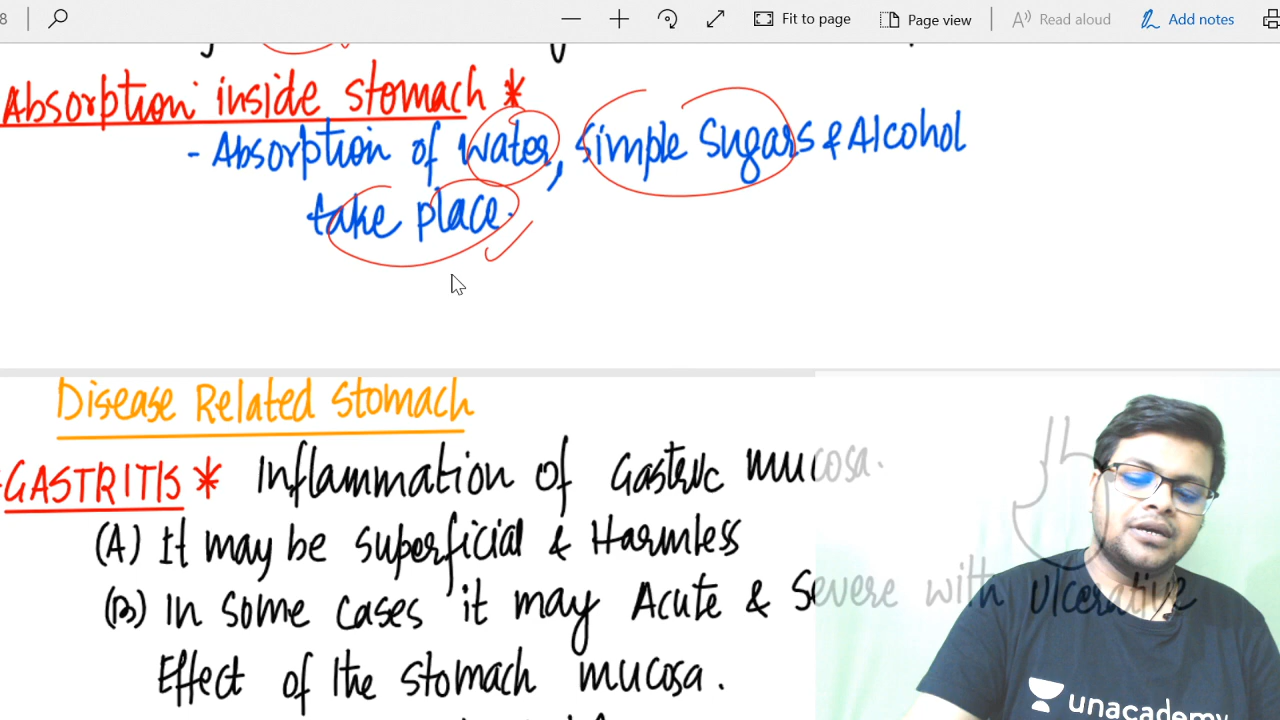 8 Fit to page Page view Read aloud Add notes
Absorption inside stomach *
- Absorption of water, Simple Sugars & Alcohol
take place.
Disease Related Stomach
GASTRITIS * Inflammation of Gastric mucosa.
(A) It may be superficial & Harmless
(B) In some cases it may Acute & Severe with Ulcerative
Effect of the stomach mucosa.
unacademy